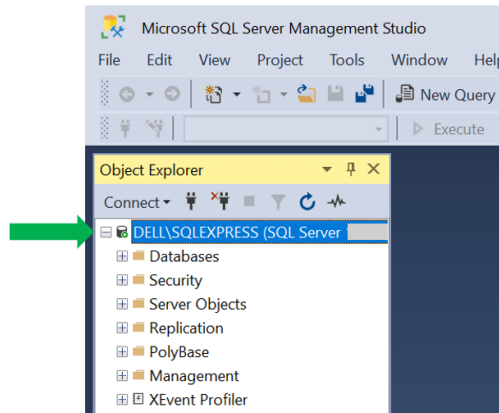 Microsoft SQL Server Management Studio
File Edit View Project Tools Window Help
New Query
Execute
Object Explorer
Connect
DELL\SQLEXPRESS (SQL Server
Databases
Security
Server Objects
Replication
PolyBase
Management
XEvent Profiler